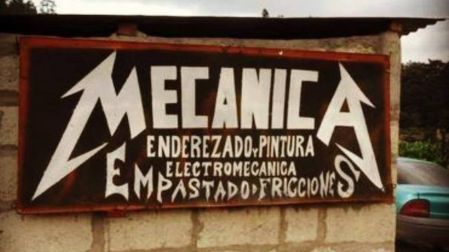 MECANICA
ENDEREZADO Y PINTURA
ELECTROMECANICA
EMPASTADO D FRICCIONES